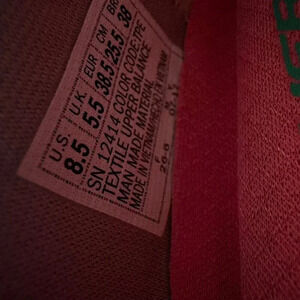 U.S. U.K. EUR CM BR
8.5 5.5 38.5 25.5 38
SN 12414 COLOR CODE:TPE
TEXTILE UPPER BALANCE
MAN MADE MATERIAL
MADE IN VIETNAM